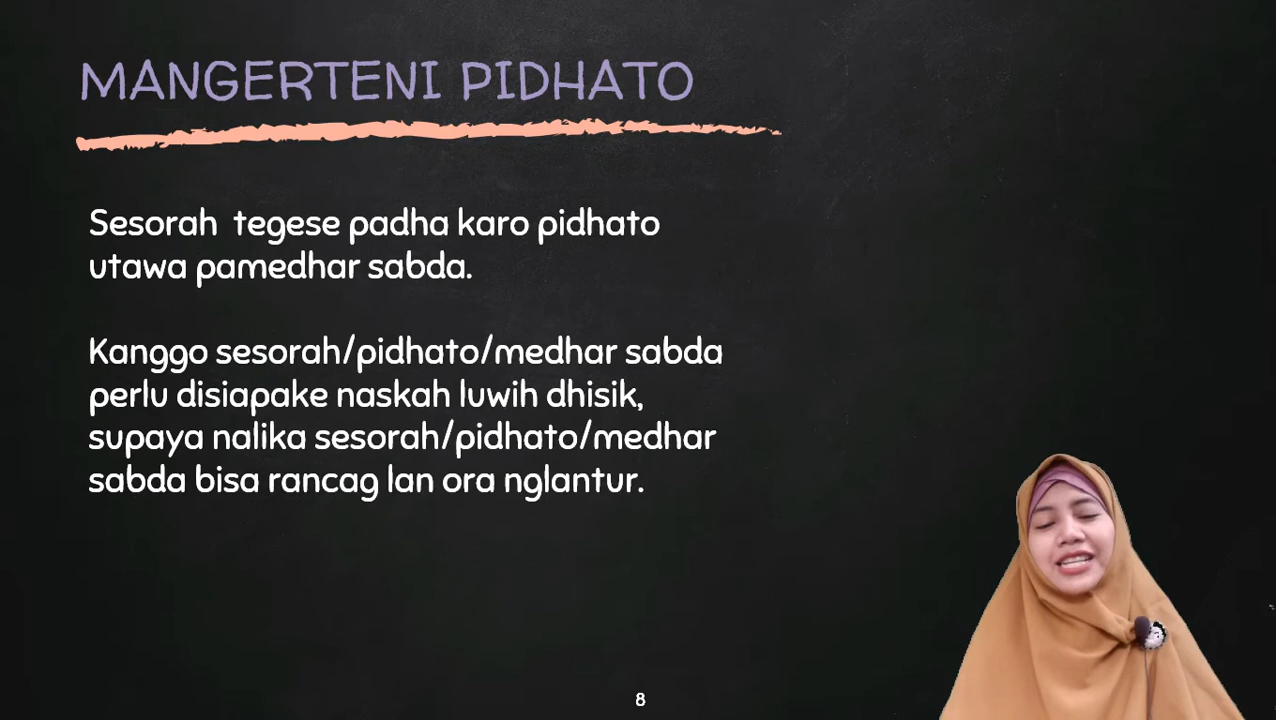 MANGERTENI PIDHATO
Sesorah tegese padha karo pidhato
utawa pamedhar sabda.
Kanggo sesorah/pidhato/medhar sabda
perlu disiapake naskah luwih dhisik,
supaya nalika sesorah/pidhato/medhar
sabda bisa rancag lan ora nglantur.
8